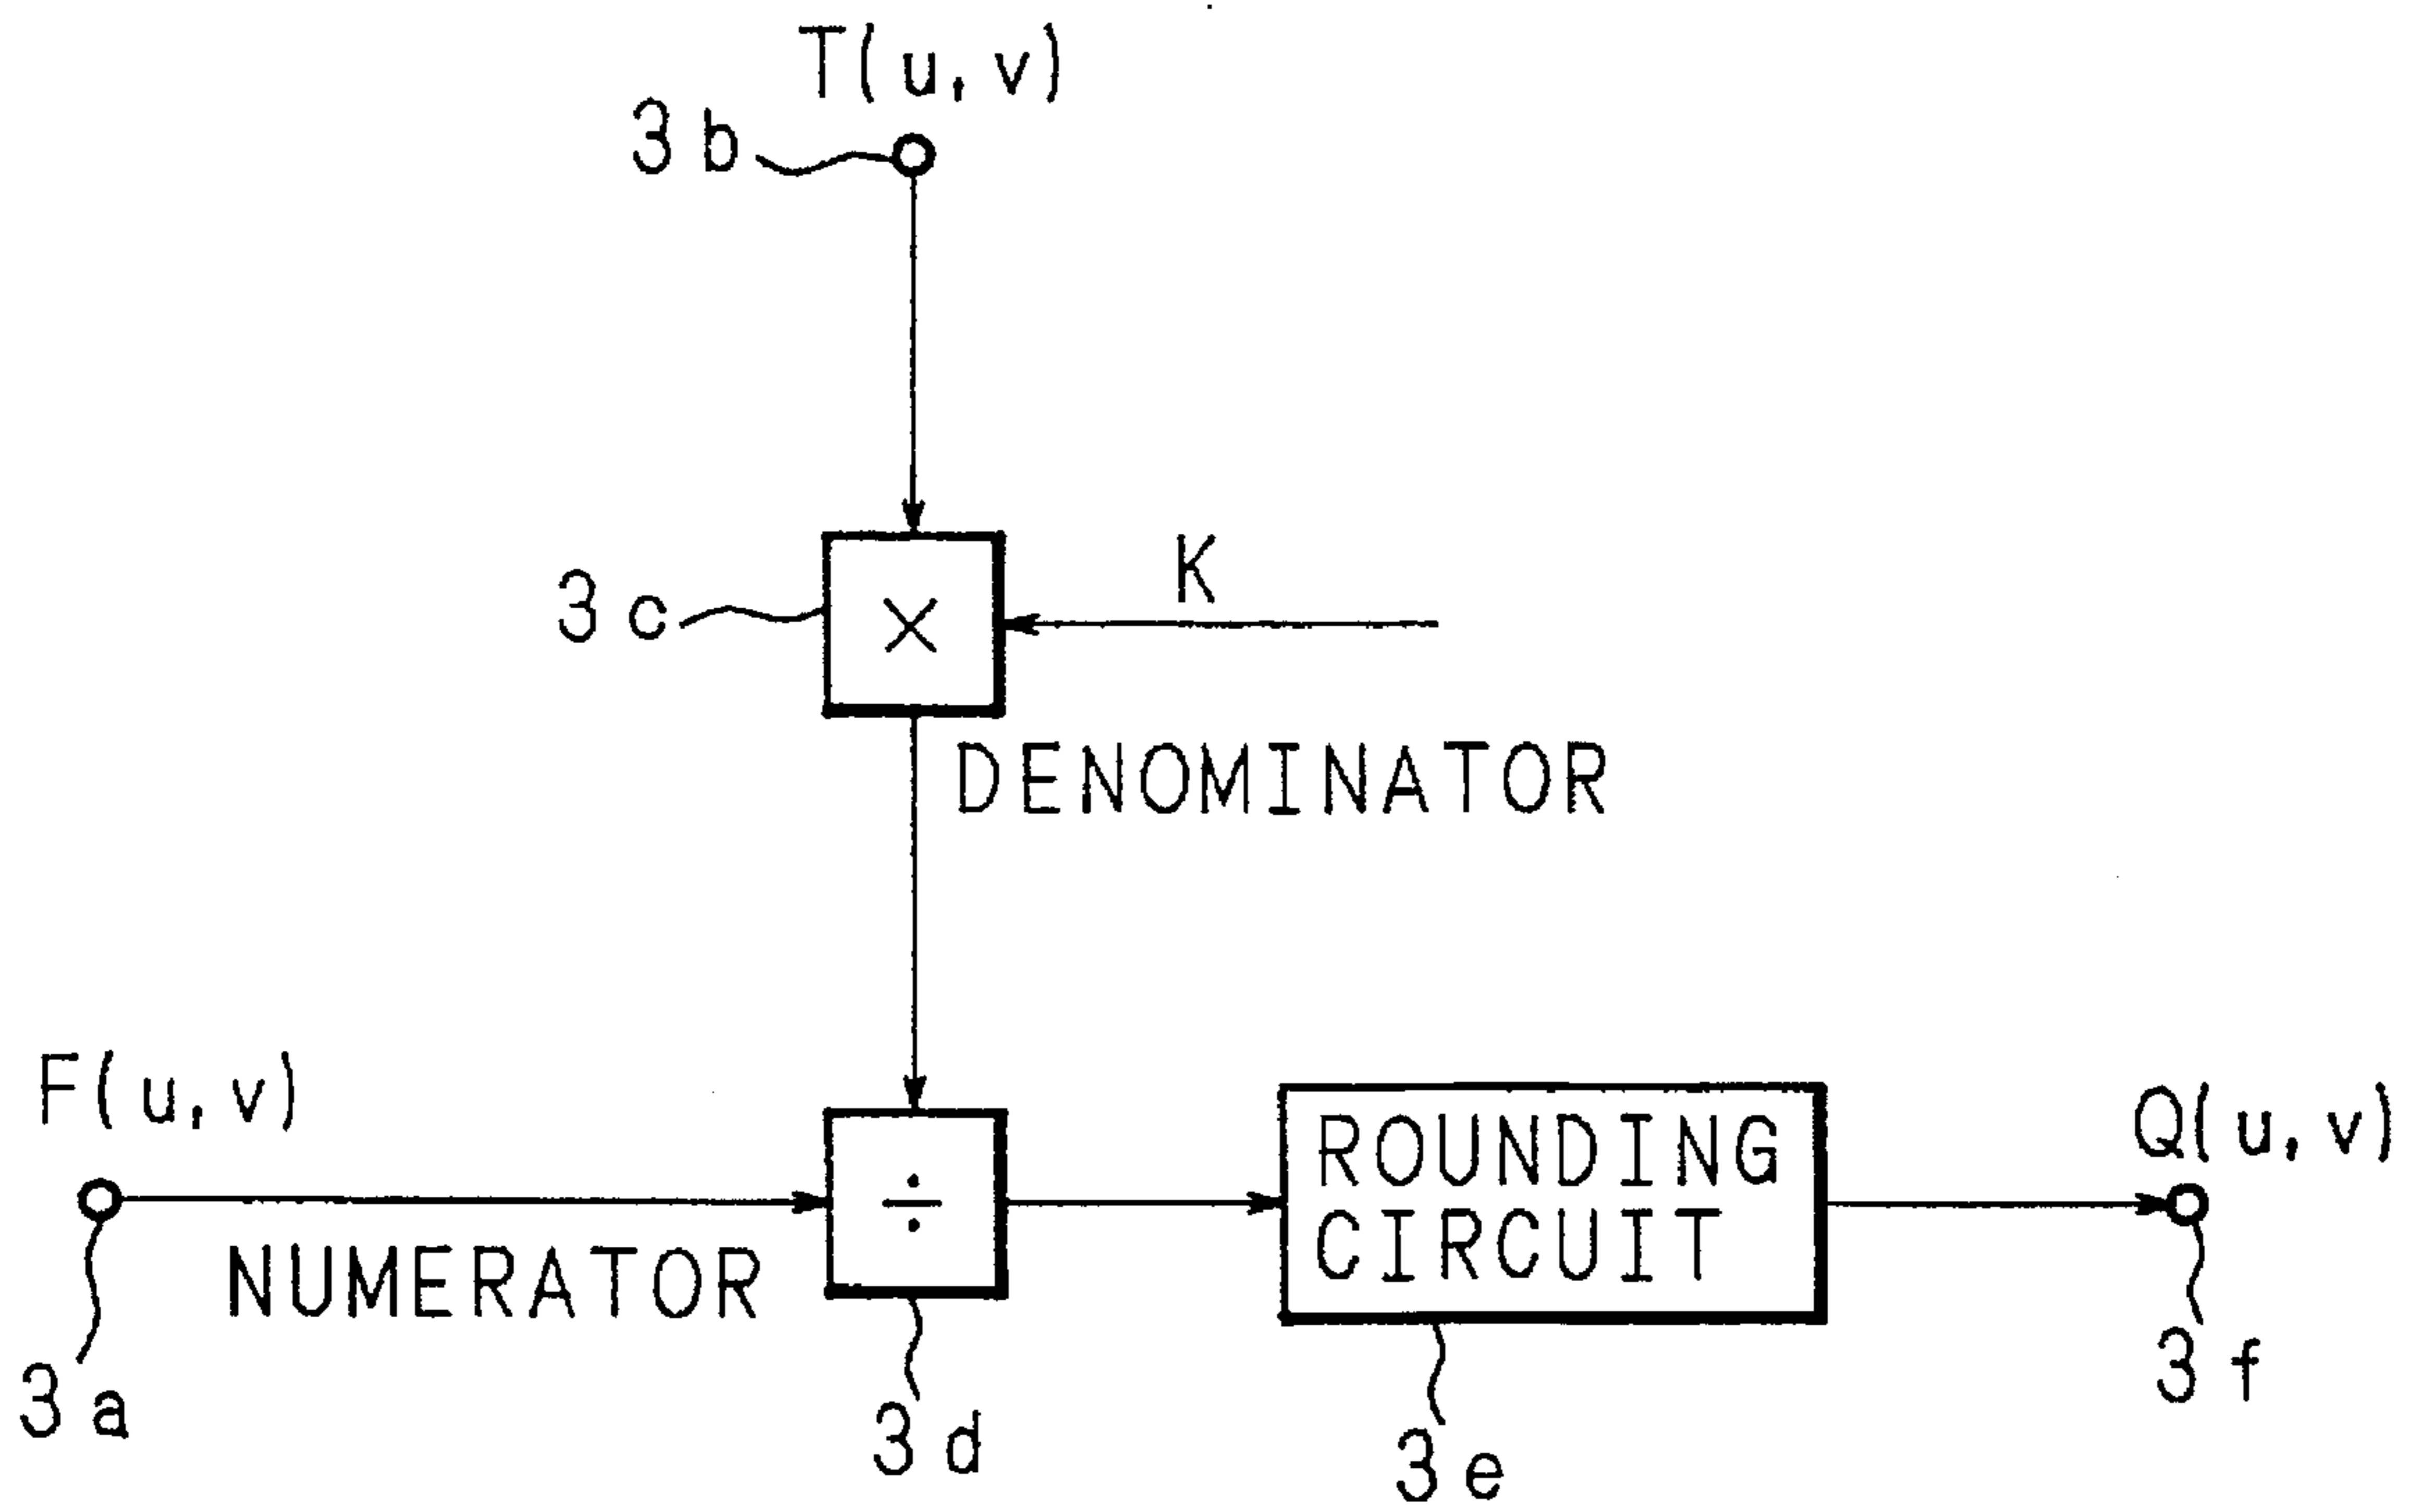 T(u,v)
3b
3c
×
K
DENOMINATOR
F(u,v)
NUMERATOR
÷
ROUNDING
CIRCUIT
Q(u,v)
3a
3d
3e
3f